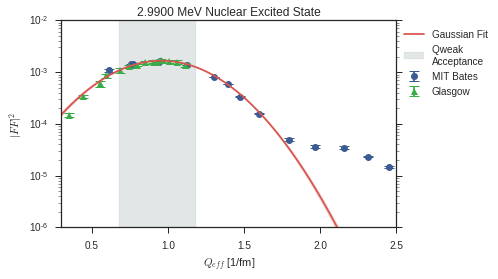 2.9900 MeV Nuclear Excited State
10⁻²
10⁻³
10⁻⁴
10⁻⁵
10⁻⁶
|FF|²
0.5
1.0
1.5
2.0
2.5
Q_eff [1/fm]
Gaussian Fit
Qweak
Acceptance
MIT Bates
Glasgow